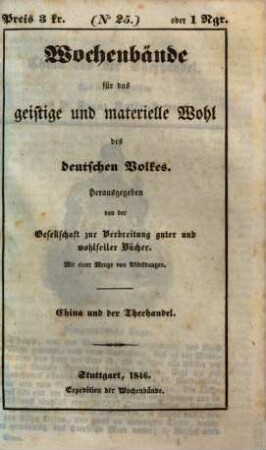 Preis 3 kr. (No 25.) oder 1 Ngr.
Wochenbände
für das
geistige und materielle Wohl
des
deutschen Volkes.
Herausgegeben
von der
Gesellschaft zur Verbreitung guter und
wohlfeiler Bücher.
Mit einer Menge von Abbildungen.
China und der Theehandel.
Stuttgart, 1846.
Expedition der Wochenbände.